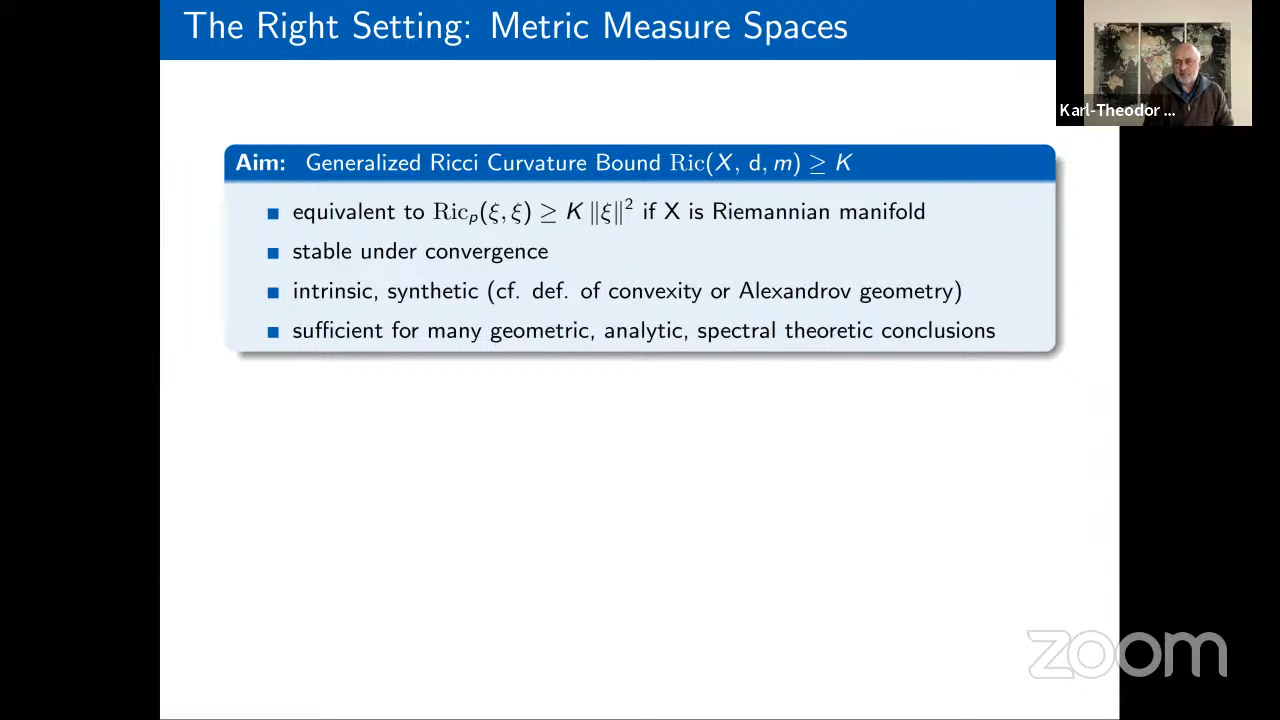 The Right Setting: Metric Measure Spaces
Karl-Theodor ...
Aim: Generalized Ricci Curvature Bound Ric(X, d, m) ≥ K
equivalent to Ric_p(ξ, ξ) ≥ K ‖ξ‖² if X is Riemannian manifold
stable under convergence
intrinsic, synthetic (cf. def. of convexity or Alexandrov geometry)
sufficient for many geometric, analytic, spectral theoretic conclusions
zoom